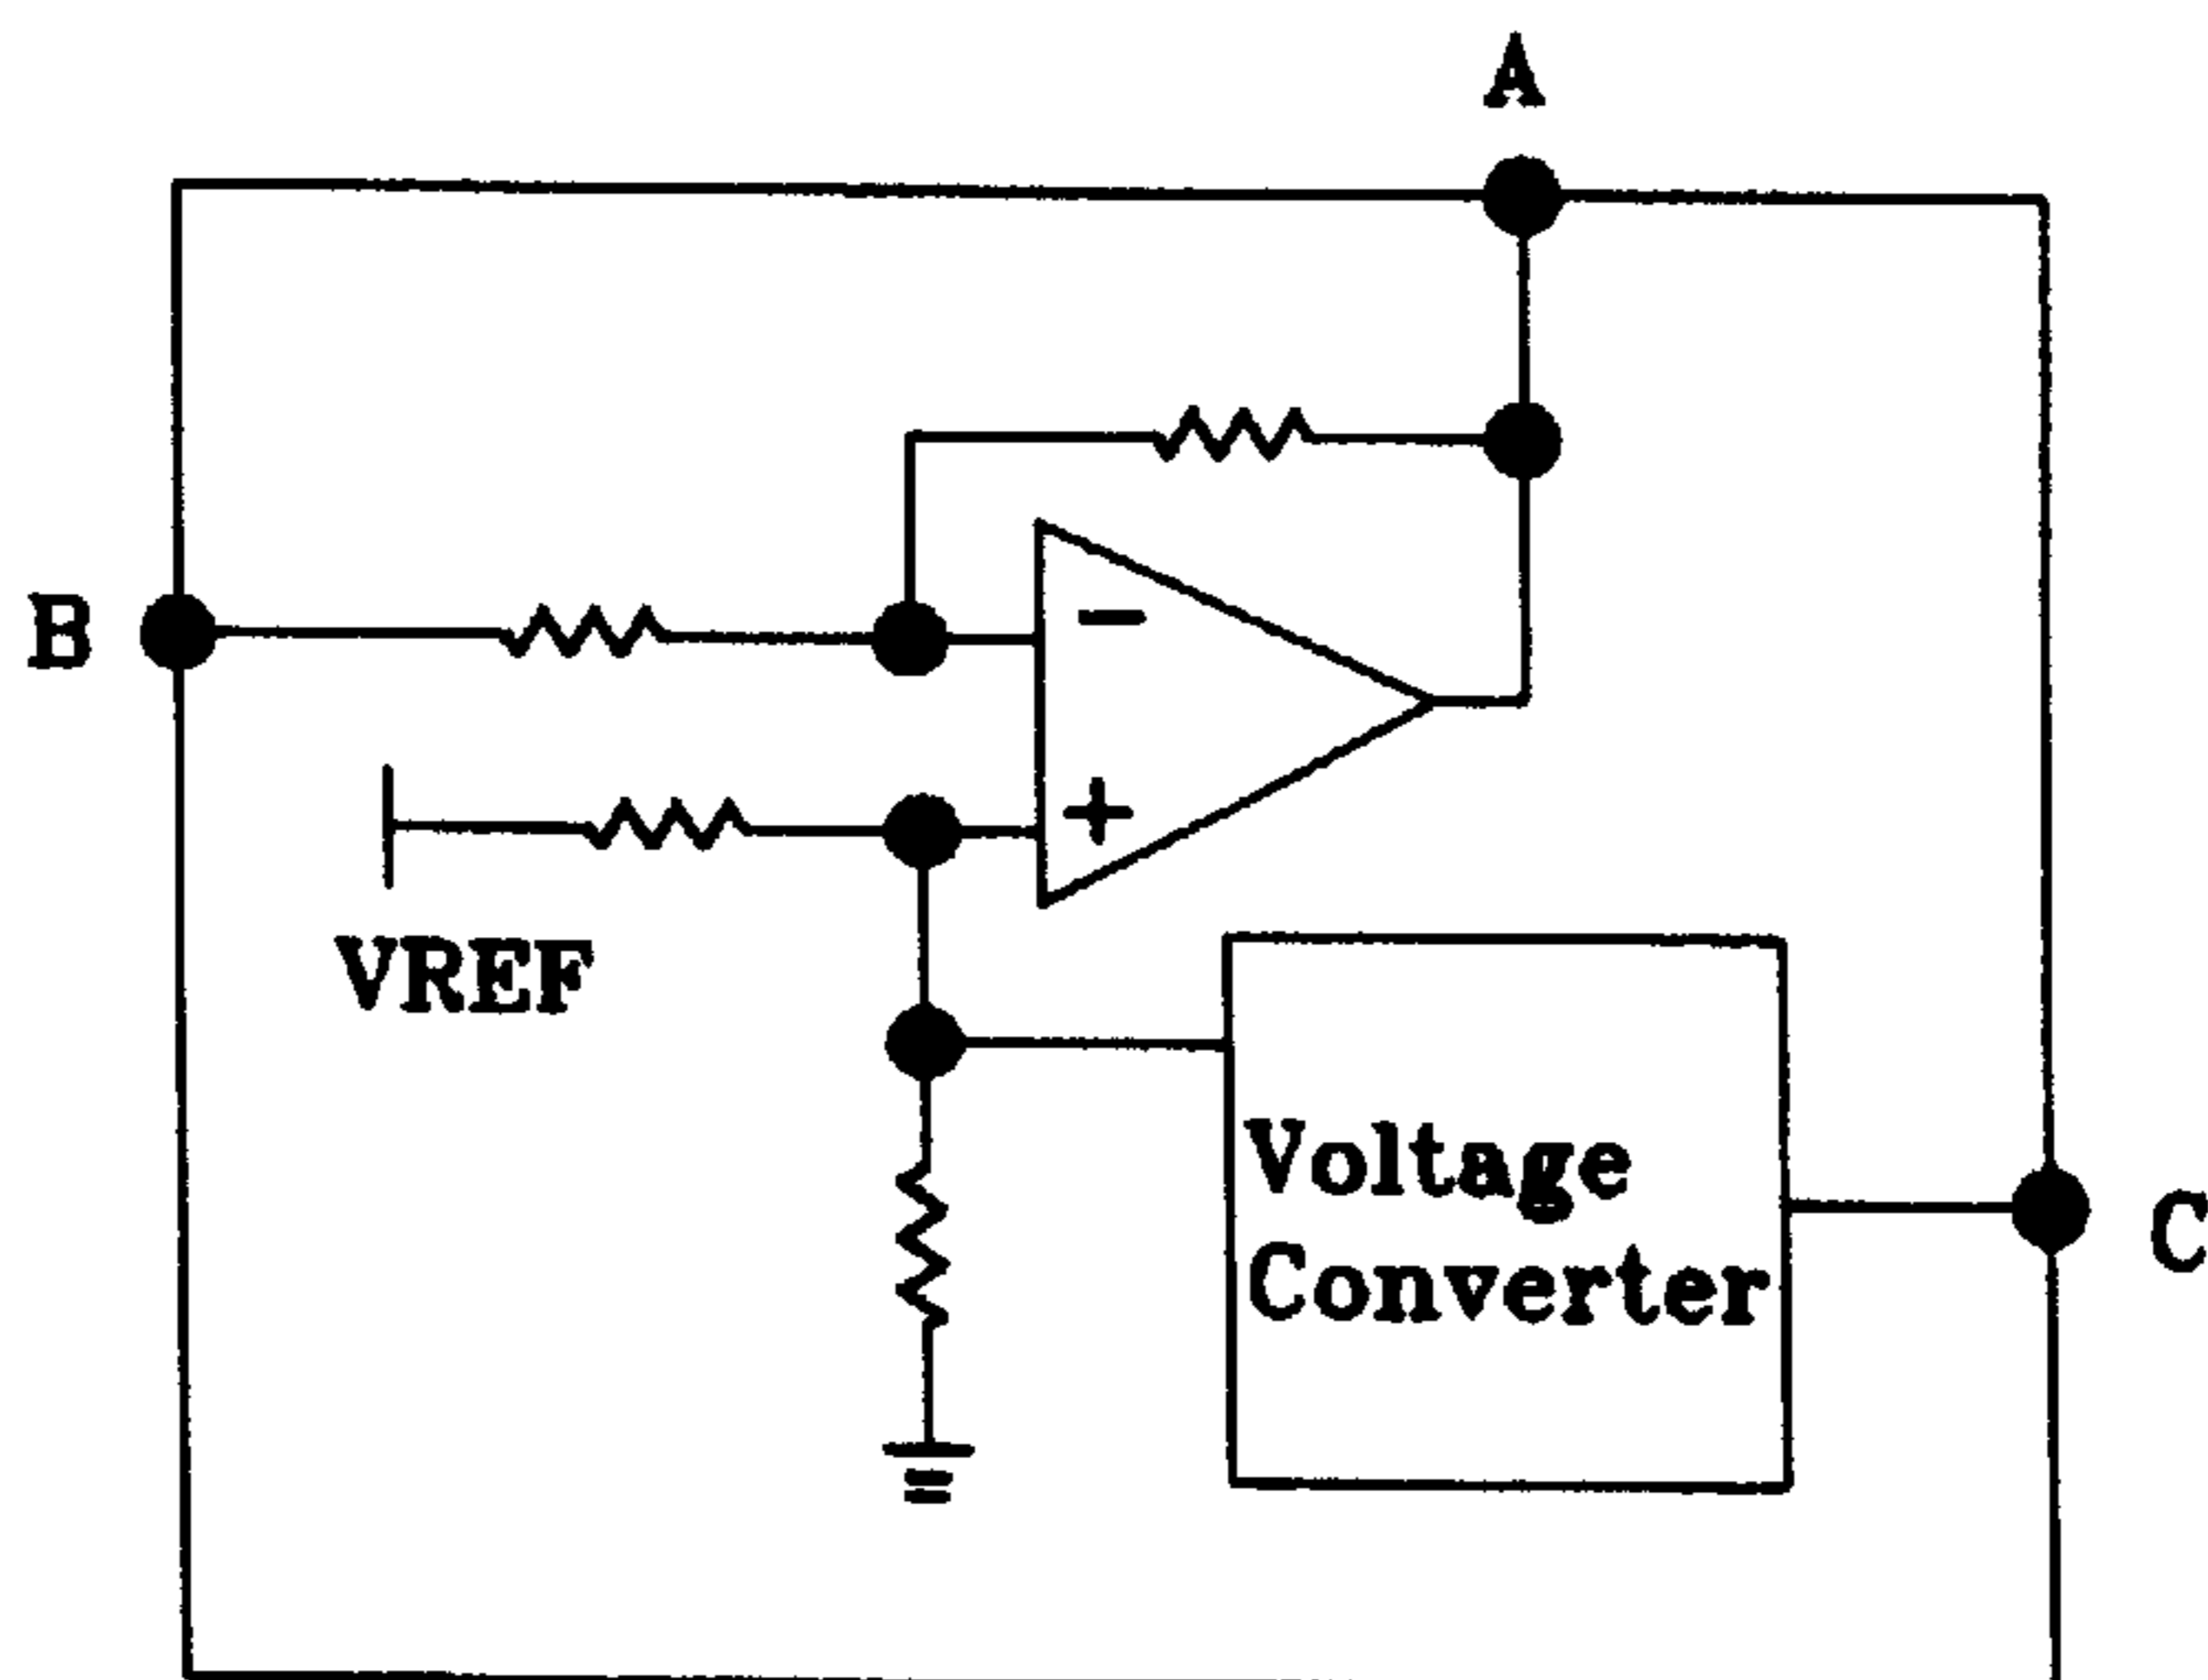 A
B
−
+
VREF
Voltage
Converter
C